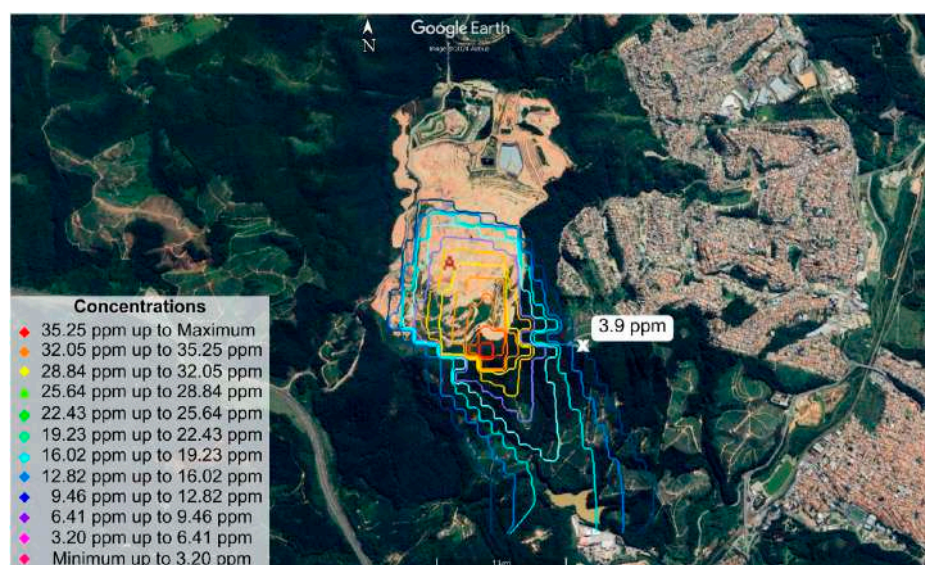 Google Earth
Image © 2024 Airbus
N
A
3.9 ppm
Concentrations
35.25 ppm up to Maximum
32.05 ppm up to 35.25 ppm
28.84 ppm up to 32.05 ppm
25.64 ppm up to 28.84 ppm
22.43 ppm up to 25.64 ppm
19.23 ppm up to 22.43 ppm
16.02 ppm up to 19.23 ppm
12.82 ppm up to 16.02 ppm
9.46 ppm up to 12.82 ppm
6.41 ppm up to 9.46 ppm
3.20 ppm up to 6.41 ppm
Minimum up to 3.20 ppm
1 km